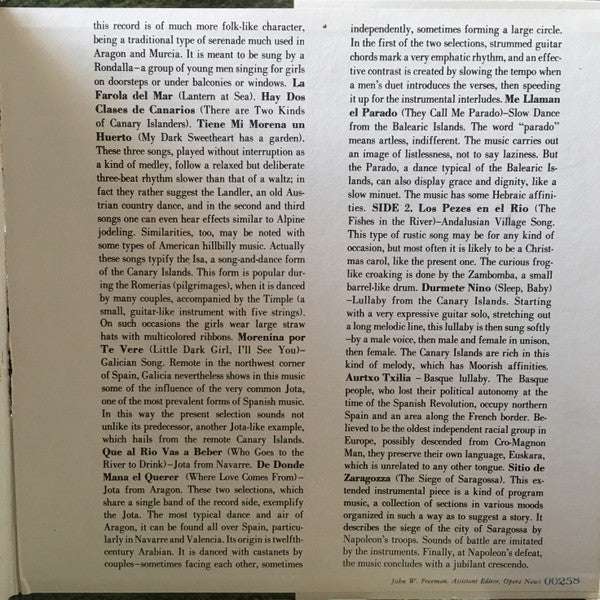 this record is of much more folk-like character,
being a traditional type of serenade much used in
Aragon and Murcia. It is meant to be sung by a
Rondalla–a group of young men singing for girls
on doorsteps or under balconies or windows. La
Farola del Mar (Lantern at Sea). Hay Dos
Clases de Canarios (There are Two Kinds
of Canary Islanders). Tiene Mi Morena un
Huerto (My Dark Sweetheart has a garden).
These three songs, played without interruption as
a kind of medley, follow a relaxed but deliberate
three-beat rhythm slower than that of a waltz; in
fact they rather suggest the Landler, an old Aus-
trian country dance, and in the second and third
songs one can even hear effects similar to Alpine
jodeling. Similarities, too, may be noted with
some types of American hillbilly music. Actually
these songs typify the Isa, a song-and-dance form
of the Canary Islands. This form is popular dur-
ing the Romerias (pilgrimages), when it is danced
by many couples, accompanied by the Timple (a
small, guitar-like instrument with five strings).
On such occasions the girls wear large straw
hats with multicolored ribbons. Morenina por
Te Vere (Little Dark Girl, I'll See You)–
Galician Song. Remote in the northwest corner
of Spain, Galicia nevertheless shows in this music
some of the influence of the very common Jota,
one of the most prevalent forms of Spanish music.
In this way the present selection sounds not
unlike its predecessor, another Jota-like example,
which hails from the remote Canary Islands.
Que al Rio Vas a Beber (Who Goes to the
River to Drink)–Jota from Navarre. De Donde
Mana el Querer (Where Love Comes From)–
Jota from Aragon. These two selections, which
share a single band of the record side, exemplify
the Jota. The most typical dance and air of
Aragon, it can be found all over Spain, particu-
larly in Navarre and Valencia. Its origin is twelfth-
century Arabian. It is danced with castanets by
couples–sometimes facing each other, sometimes
independently, sometimes forming a large circle.
In the first of the two selections, strummed guitar
chords mark a very emphatic rhythm, and an effec-
tive contrast is created by slowing the tempo when
a men's duet introduces the verses, then speeding
it up for the instrumental interludes. Me Llaman
el Parado (They Call Me Parado)–Slow Dance
from the Balearic Islands. The word "parado"
means artless, indifferent. The music carries out
an image of listlessness, not to say laziness. But
the Parado, a dance typical of the Balearic Is-
lands, can also display grace and dignity, like a
slow minuet. The music has some Hebraic affini-
ties. SIDE 2. Los Pezes en el Rio (The
Fishes in the River)–Andalusian Village Song.
This type of rustic song may be for any kind of
occasion, but most often it is likely to be a Christ-
mas carol, like the present one. The curious frog-
like croaking is done by the Zambomba, a small
barrel-like drum. Durmete Nino (Sleep, Baby)
–Lullaby from the Canary Islands. Starting
with a very expressive guitar solo, stretching out
a long melodic line, this lullaby is then sung softly
–by a male voice, then male and female in unison,
then female. The Canary Islands are rich in this
kind of melody, which has Moorish affinities.
Aurtxo Txilia – Basque lullaby. The Basque
people, who lost their political autonomy at the
time of the Spanish Revolution, occupy northern
Spain and an area along the French border. Be-
lieved to be the oldest independent racial group in
Europe, possibly descended from Cro-Magnon
Man, they preserve their own language, Euskara,
which is unrelated to any other tongue. Sitio de
Zaragozza (The Siege of Saragossa). This ex-
tended instrumental piece is a kind of program
music, a collection of sections in various moods
organized in such a way as to suggest a story. It
describes the siege of the city of Saragossa by
Napoleon's troops. Sounds of battle are imitated
by the instruments. Finally, at Napoleon's defeat,
the music concludes with a jubilant crescendo.
John W. Freeman, Assistant Editor, Opera News 00258